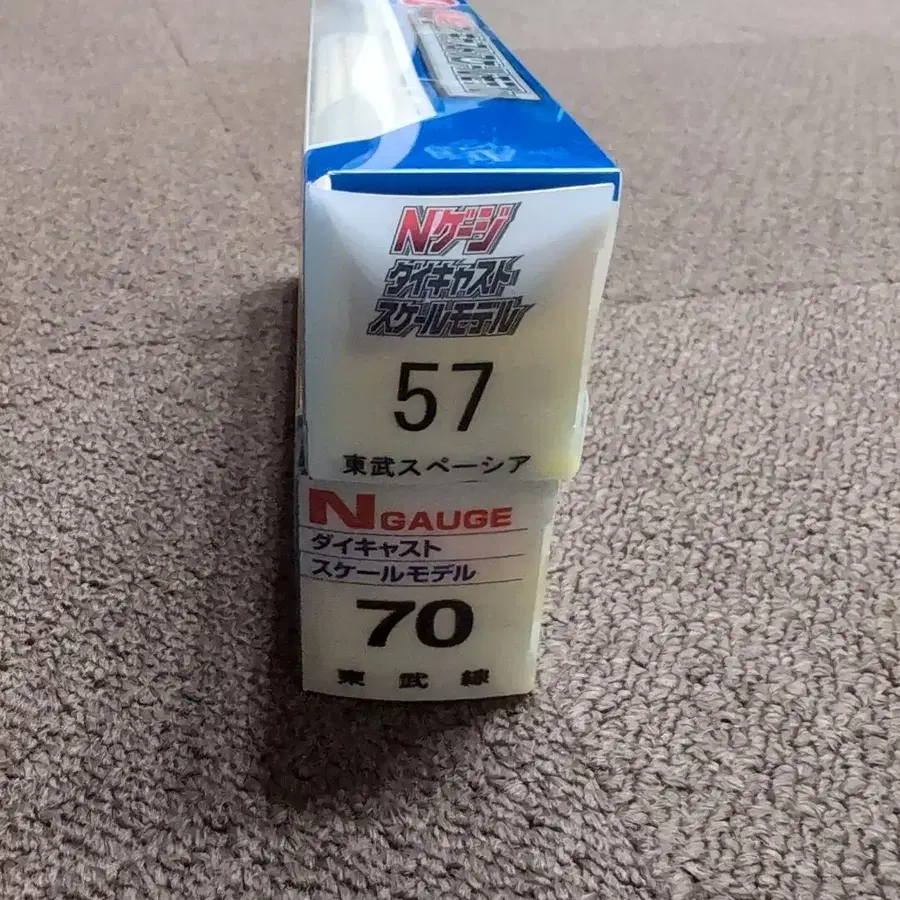 Nゲージ
ダイキャスト
スケールモデル
57
東武スペーシア
N GAUGE
ダイキャスト
スケールモデル
70
東武線